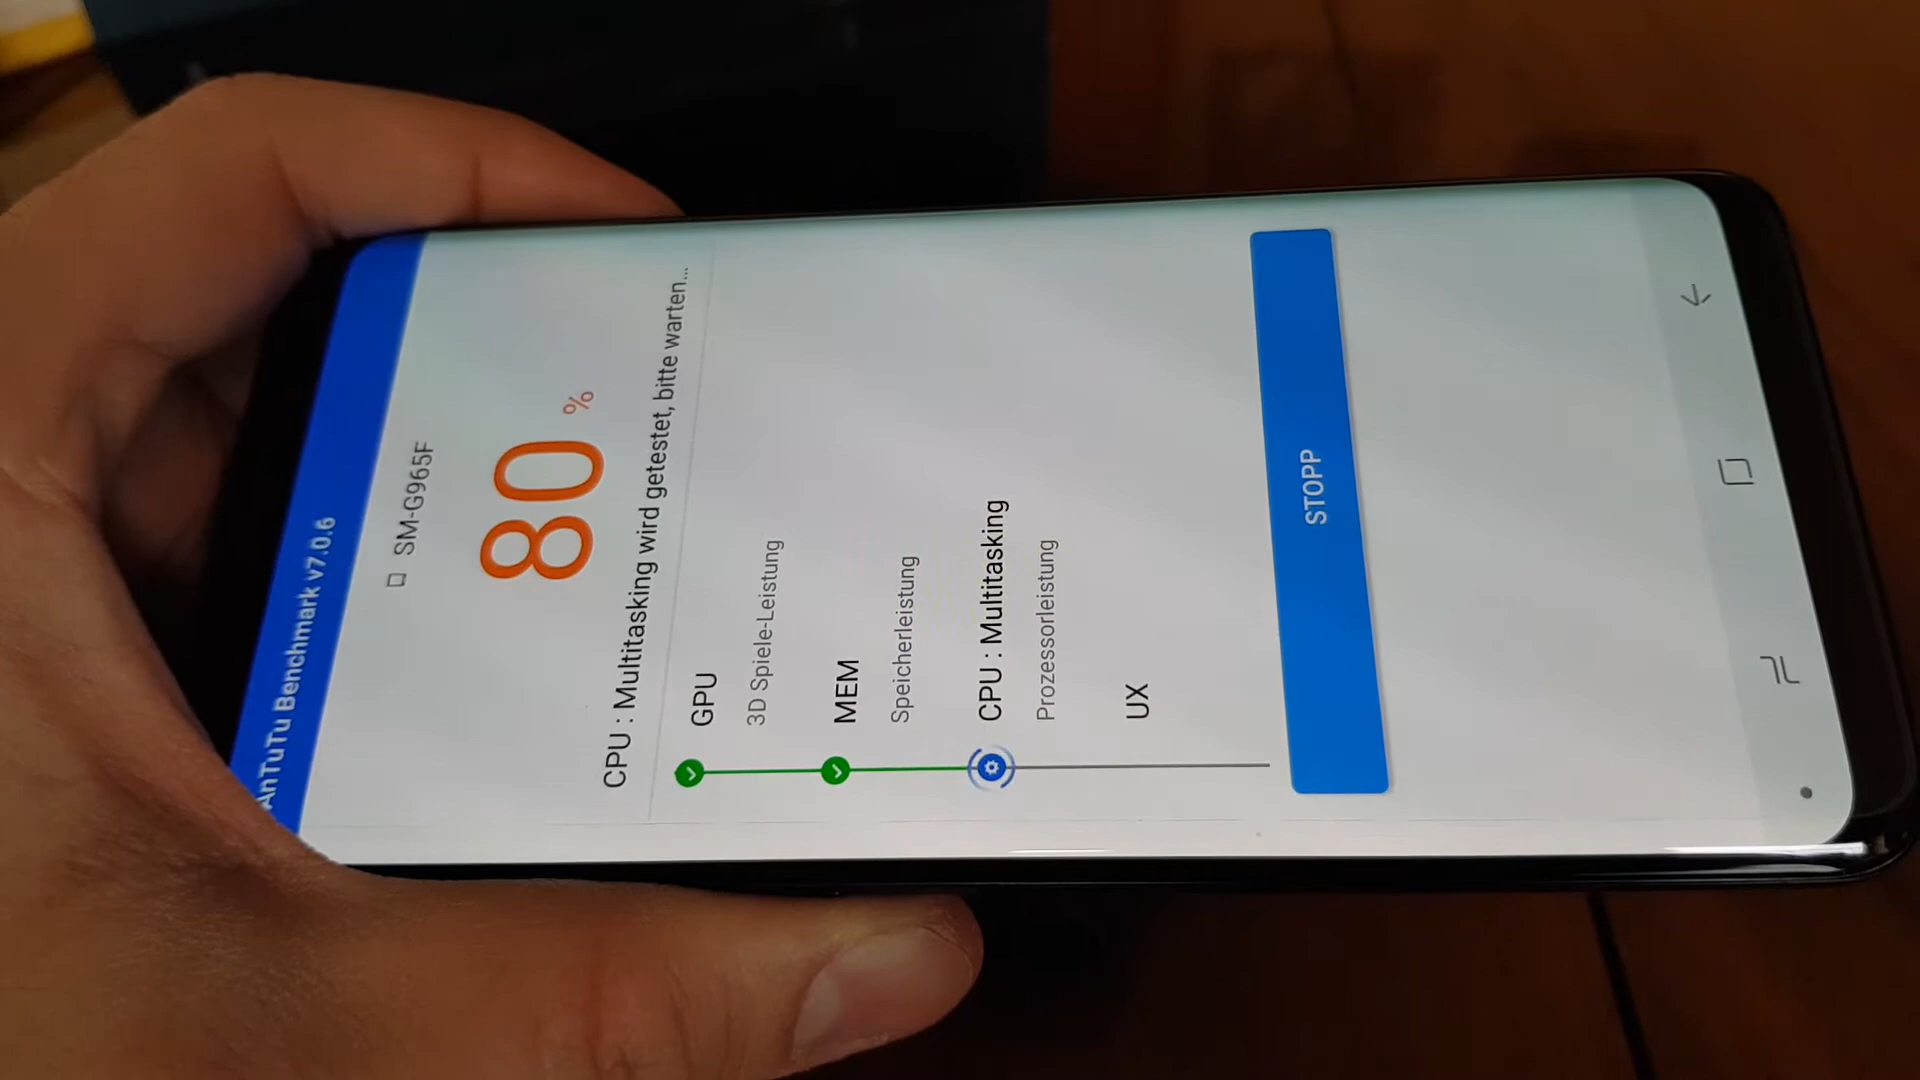 AnTuTu Benchmark v7.0.6
SM-G965F
80 %
CPU : Multitasking wird getestet, bitte warten...
GPU
3D Spiele-Leistung
MEM
Speicherleistung
CPU : Multitasking
Prozessorleistung
UX
STOPP